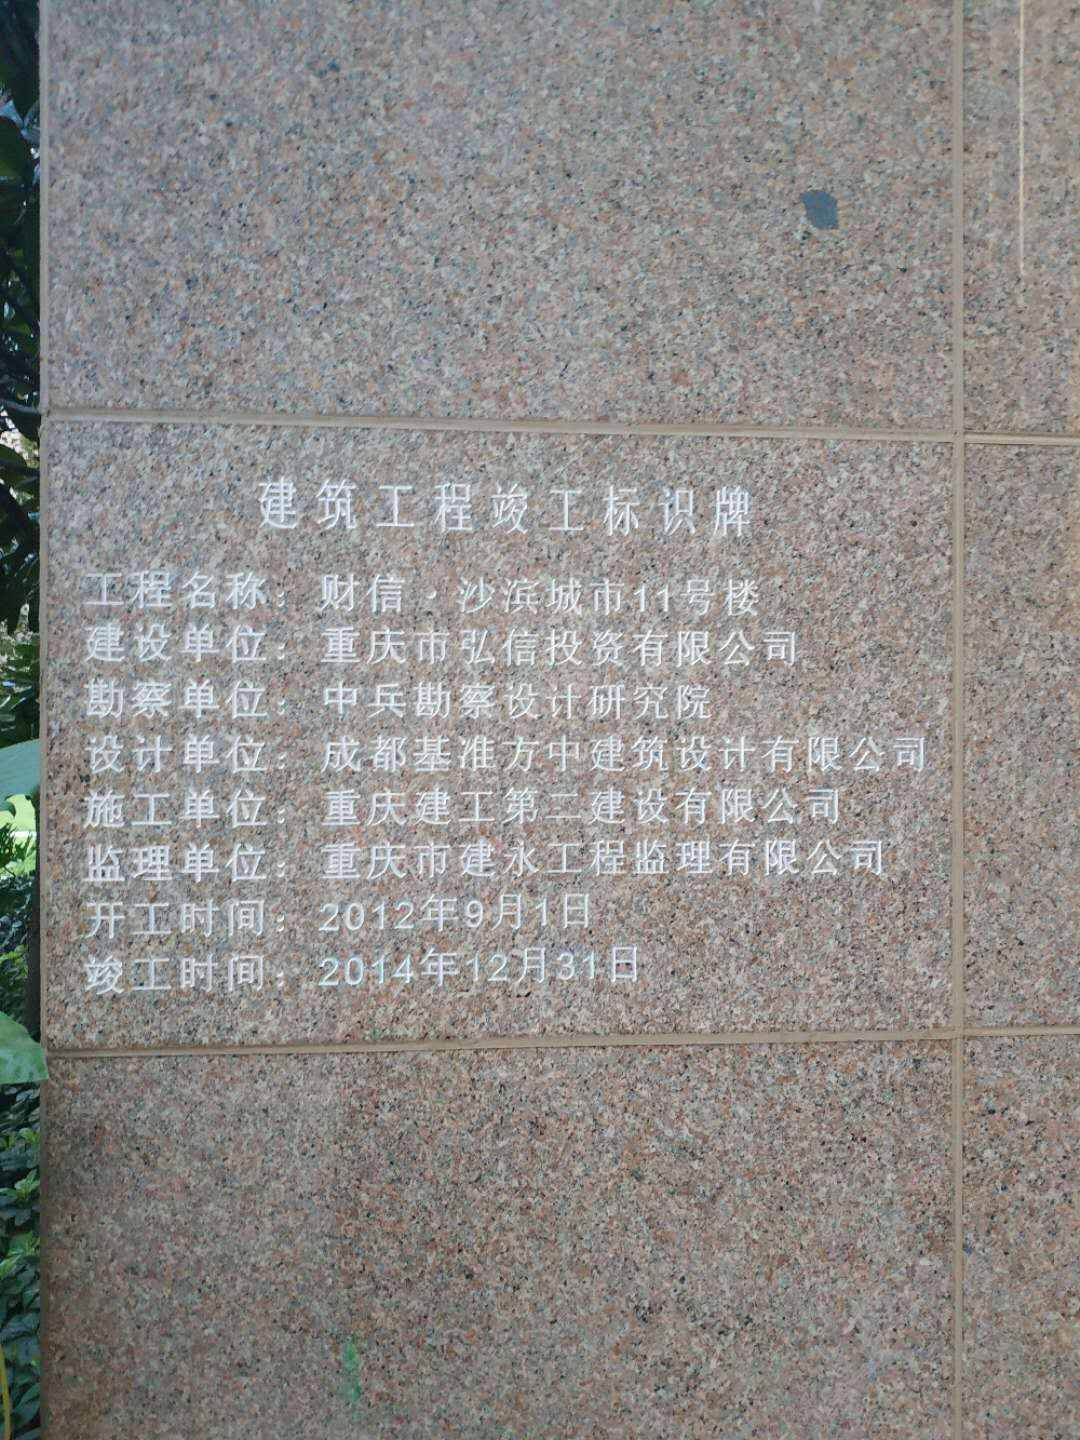 建筑工程竣工标识牌
工程名称：财信·沙滨城市11号楼
建设单位：重庆市弘信投资有限公司
勘察单位：中兵勘察设计研究院
设计单位：成都基准方中建筑设计有限公司
施工单位：重庆建工第二建设有限公司
监理单位：重庆市建永工程监理有限公司
开工时间：2012年9月1日
竣工时间：2014年12月31日